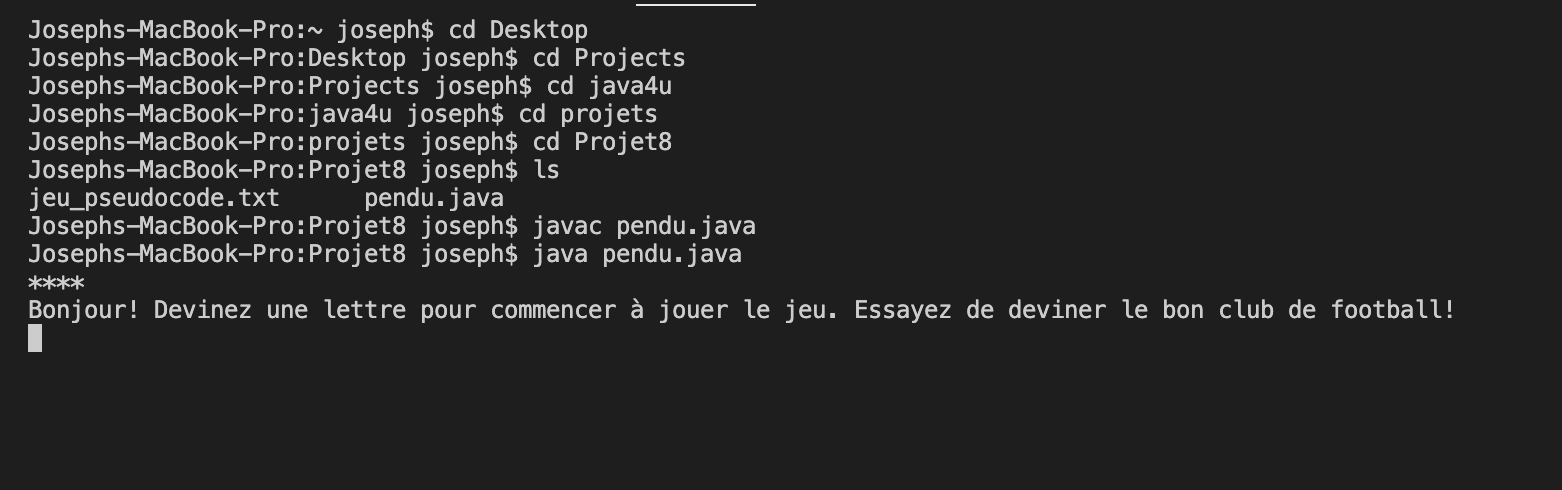 Josephs-MacBook-Pro:~ joseph$ cd Desktop
Josephs-MacBook-Pro:Desktop joseph$ cd Projects
Josephs-MacBook-Pro:Projects joseph$ cd java4u
Josephs-MacBook-Pro:java4u joseph$ cd projets
Josephs-MacBook-Pro:projets joseph$ cd Projet8
Josephs-MacBook-Pro:Projet8 joseph$ ls
jeu_pseudocode.txt      pendu.java
Josephs-MacBook-Pro:Projet8 joseph$ javac pendu.java
Josephs-MacBook-Pro:Projet8 joseph$ java pendu.java
****
Bonjour! Devinez une lettre pour commencer à jouer le jeu. Essayez de deviner le bon club de football!